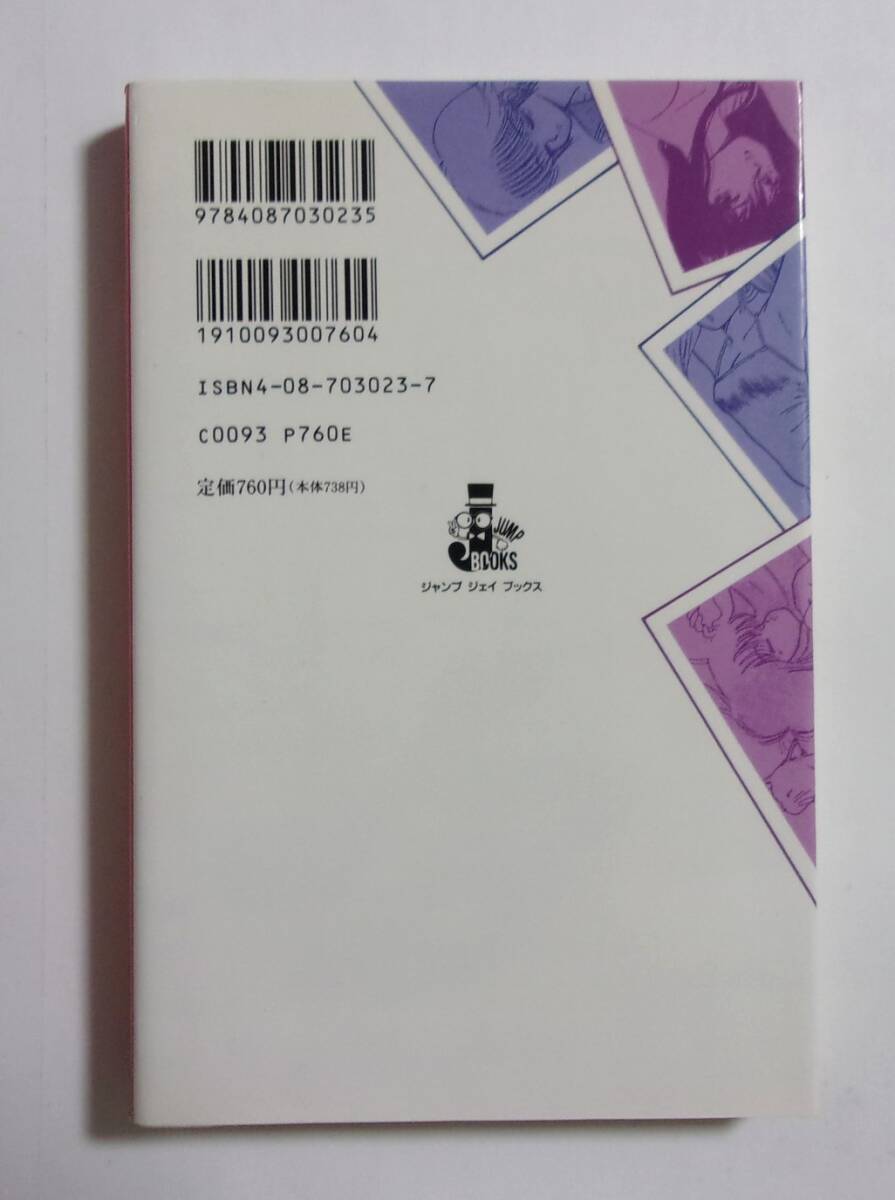 9784087030235
1910093007604
ISBN4-08-703023-7
C0093 P760E
定価760円(本体738円)
JUMP
BOOKS
ジャンプ ジェイ ブックス